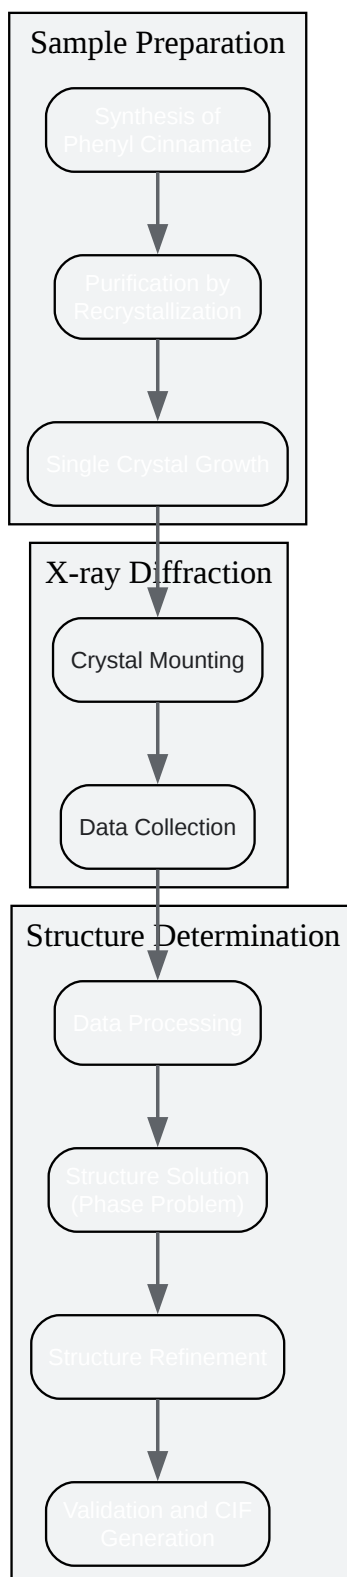 Sample Preparation
Synthesis of
Phenyl Cinnamate
Purification by
Recrystallization
Single Crystal Growth
X-ray Diffraction
Crystal Mounting
Data Collection
Structure Determination
Data Processing
Structure Solution
(Phase Problem)
Structure Refinement
Validation and CIF
Generation